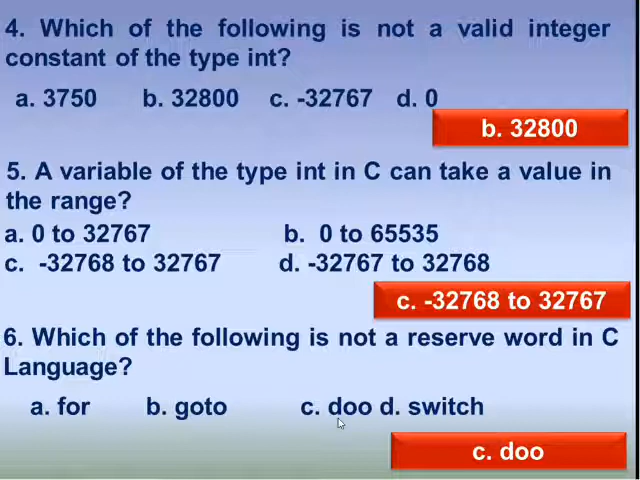 4. Which of the following is not a valid integer
constant of the type int?
a. 3750 b. 32800 c. -32767 d. 0
b. 32800
5. A variable of the type int in C can take a value in
the range?
a. 0 to 32767 b. 0 to 65535
c. -32768 to 32767 d. -32767 to 32768
c. -32768 to 32767
6. Which of the following is not a reserve word in C
Language?
a. for b. goto c. doo d. switch
c. doo